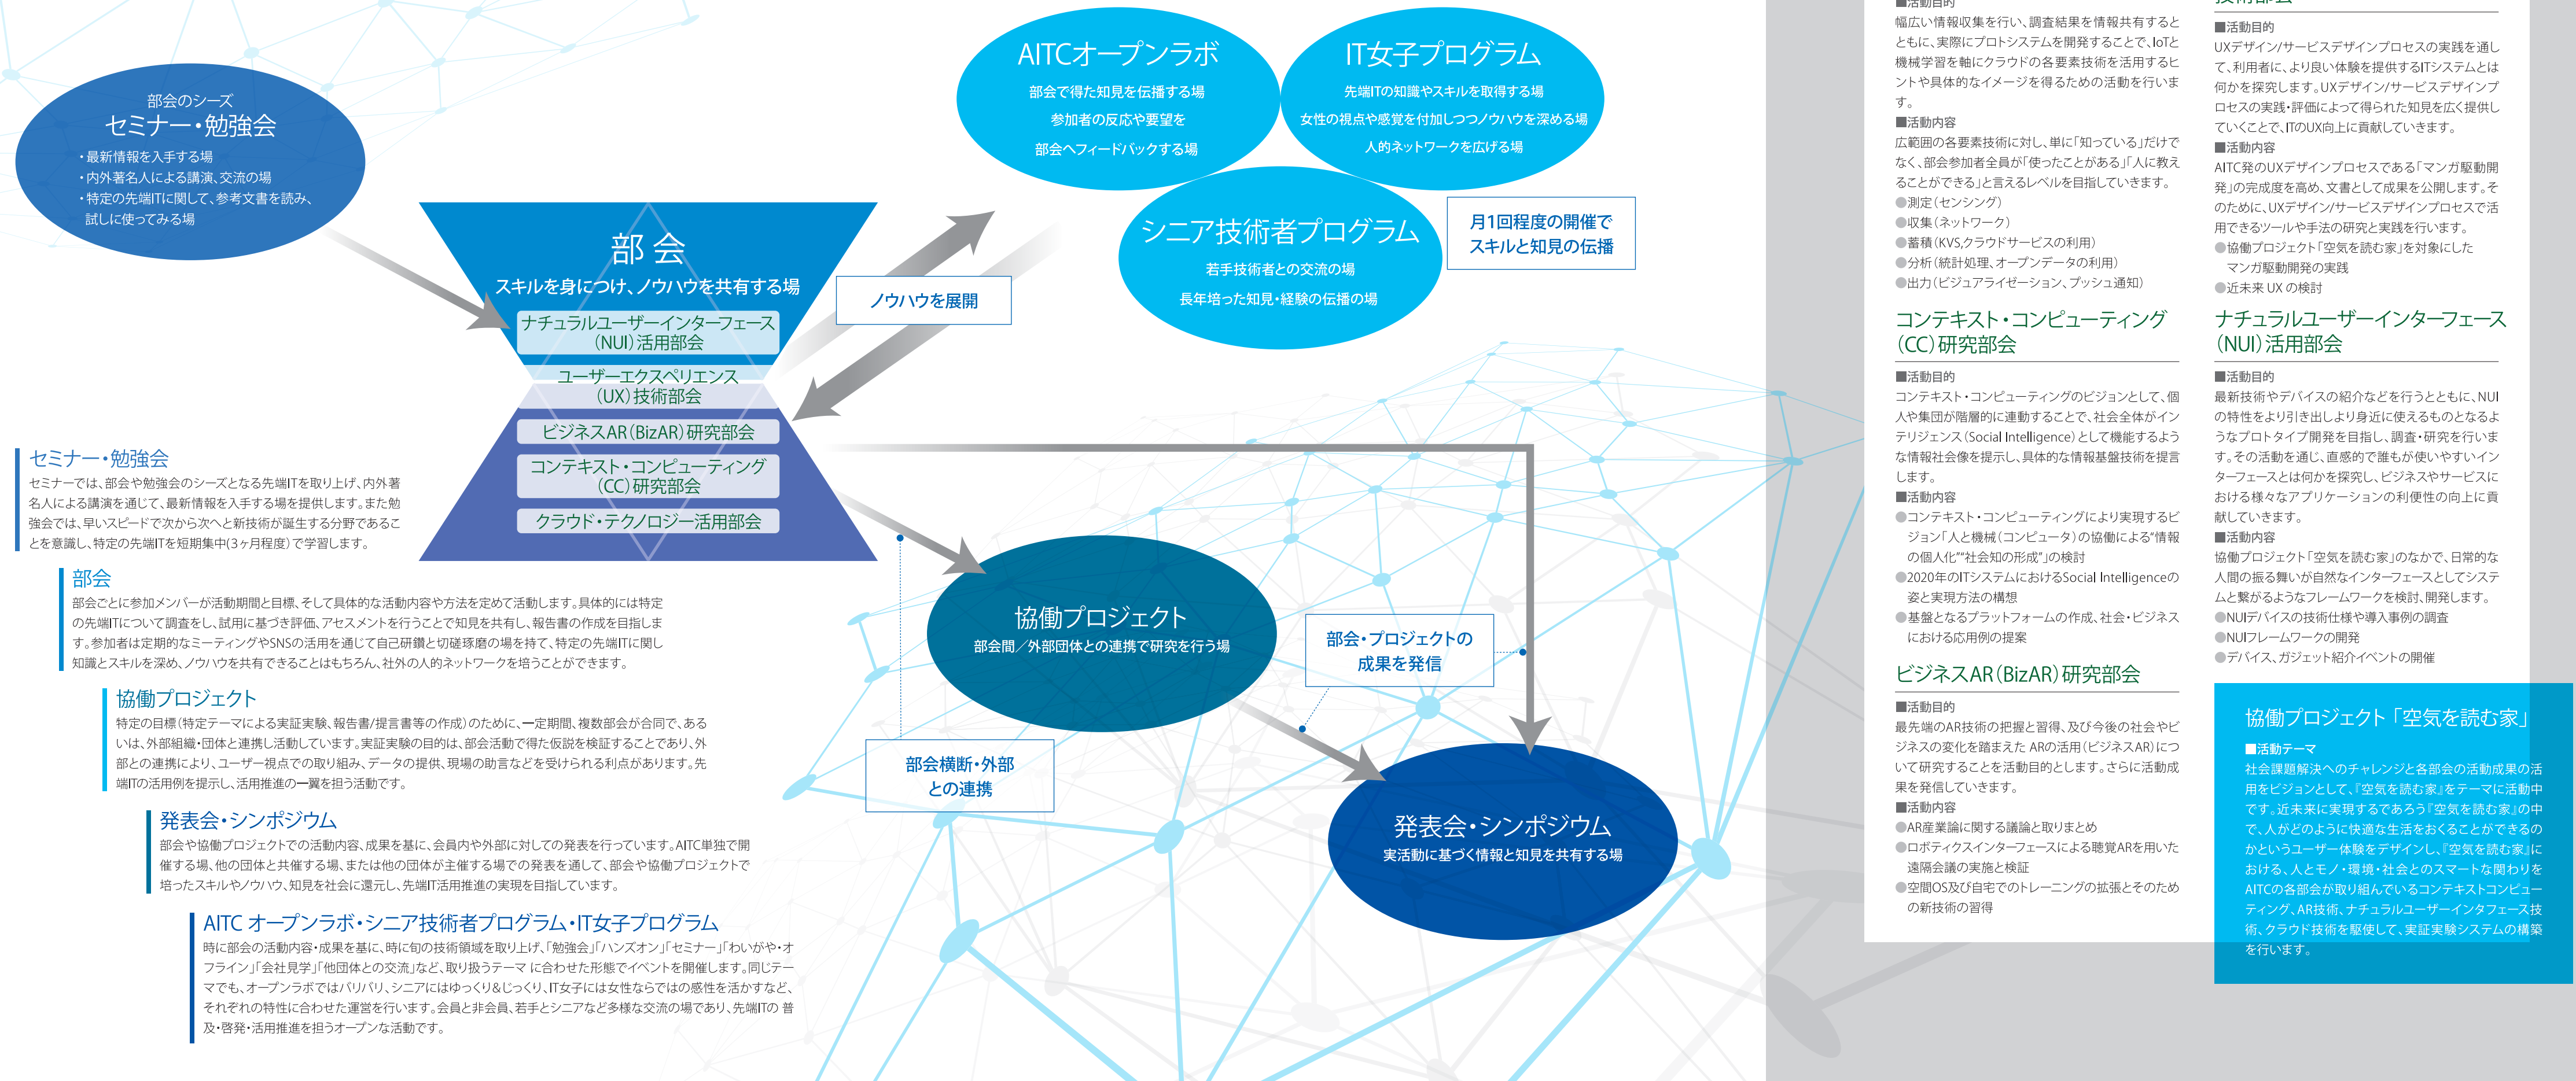 部会のシーズ
セミナー・勉強会
・最新情報を入手する場
・内外著名人による講演、交流の場
・特定の先端ITに関して、参考文書を読み、
試しに使ってみる場
部 会
スキルを身につけ、ノウハウを共有する場
ナチュラルユーザーインターフェース
(NUI)活用部会
ユーザーエクスペリエンス
(UX)技術部会
ビジネスAR(BizAR)研究部会
コンテキスト・コンピューティング
(CC)研究部会
クラウド・テクノロジー活用部会
AITCオープンラボ
部会で得た知見を伝播する場
参加者の反応や要望を
部会へフィードバックする場
IT女子プログラム
先端ITの知識やスキルを取得する場
女性の視点や感覚を付加しつつノウハウを深める場
人的ネットワークを広げる場
シニア技術者プログラム
若手技術者との交流の場
長年培った知見・経験の伝播の場
月1回程度の開催で
スキルと知見の伝播
ノウハウを展開
協働プロジェクト
部会間／外部団体との連携で研究を行う場
部会・プロジェクトの
成果を発信
部会横断・外部
との連携
発表会・シンポジウム
実活動に基づく情報と知見を共有する場
セミナー・勉強会
セミナーでは、部会や勉強会のシーズとなる先端ITを取り上げ、内外著
名人による講演を通じて、最新情報を入手する場を提供します。また勉
強会では、早いスピードで次から次へと新技術が誕生する分野であるこ
とを意識し、特定の先端ITを短期集中(3ヶ月程度)で学習します。
部会
部会ごとに参加メンバーが活動期間と目標、そして具体的な活動内容や方法を定めて活動します。具体的には特定
の先端ITについて調査をし、試用に基づき評価、アセスメントを行うことで知見を共有し、報告書の作成を目指しま
す。参加者は定期的なミーティングやSNSの活用を通じて自己研鑽と切磋琢磨の場を持て、特定の先端ITに関し
知識とスキルを深め、ノウハウを共有できることはもちろん、社外の人的ネットワークを培うことができます。
協働プロジェクト
特定の目標(特定テーマによる実証実験、報告書/提言書等の作成)のために、一定期間、複数部会が合同で、ある
いは、外部組織・団体と連携し活動しています。実証実験の目的は、部会活動で得た仮説を検証することであり、外
部との連携により、ユーザー視点での取り組み、データの提供、現場の助言などを受けられる利点があります。先
端ITの活用例を提示し、活用推進の一翼を担う活動です。
発表会・シンポジウム
部会や協働プロジェクトでの活動内容、成果を基に、会員内や外部に対しての発表を行っています。AITC単独で開
催する場、他の団体と共催する場、または他の団体が主催する場での発表を通して、部会や協働プロジェクトで
培ったスキルやノウハウ、知見を社会に還元し、先端IT活用推進の実現を目指しています。
AITC オープンラボ・シニア技術者プログラム・IT女子プログラム
時に部会の活動内容・成果を基に、時に旬の技術領域を取り上げ、「勉強会」「ハンズオン」「セミナー」「わいがや・オ
フライン」「会社見学」「他団体との交流」など、取り扱うテーマ に合わせた形態でイベントを開催します。同じテー
マでも、オープンラボではバリバリ、シニアにはゆっくり&じっくり、IT女子には女性ならではの感性を活かすなど、
それぞれの特性に合わせた運営を行います。会員と非会員、若手とシニアなど多様な交流の場であり、先端ITの 普
及・啓発・活用推進を担うオープンな活動です。
■活動目的
幅広い情報収集を行い、調査結果を情報共有すると
ともに、実際にプロトシステムを開発することで、IoTと
機械学習を軸にクラウドの各要素技術を活用するヒ
ントや具体的なイメージを得るための活動を行いま
す。
■活動内容
広範囲の各要素技術に対し、単に「知っている」だけで
なく、部会参加者全員が「使ったことがある」「人に教え
ることができる」と言えるレベルを目指していきます。
●測定(センシング)
●収集(ネットワーク)
●蓄積(KVS,クラウドサービスの利用)
●分析(統計処理、オープンデータの利用)
●出力(ビジュアライゼーション、プッシュ通知)
コンテキスト・コンピューティング
(CC)研究部会
■活動目的
コンテキスト・コンピューティングのビジョンとして、個
人や集団が階層的に連動することで、社会全体がイン
テリジェンス(Social Intelligence)として機能するよう
な情報社会像を提示し、具体的な情報基盤技術を提言
します。
■活動内容
●コンテキスト・コンピューティングにより実現するビ
ジョン「人と機械(コンピュータ)の協働による“情報
の個人化”“社会知の形成”」の検討
●2020年のITシステムにおけるSocial Intelligenceの
姿と実現方法の構想
●基盤となるプラットフォームの作成、社会・ビジネス
における応用例の提案
ビジネスAR(BizAR)研究部会
■活動目的
最先端のAR技術の把握と習得、及び今後の社会やビ
ジネスの変化を踏まえた ARの活用(ビジネスAR)につ
いて研究することを活動目的とします。さらに活動成
果を発信していきます。
■活動内容
●AR産業論に関する議論と取りまとめ
●ロボティクスインターフェースによる聴覚ARを用いた
遠隔会議の実施と検証
●空間OS及び自宅でのトレーニングの拡張とそのため
の新技術の習得
技術部会
■活動目的
UXデザイン/サービスデザインプロセスの実践を通し
て、利用者に、より良い体験を提供するITシステムとは
何かを探究します。UXデザイン/サービスデザインプ
ロセスの実践・評価によって得られた知見を広く提供し
ていくことで、ITのUX向上に貢献していきます。
■活動内容
AITC発のUXデザインプロセスである「マンガ駆動開
発」の完成度を高め、文書として成果を公開します。そ
のために、UXデザイン/サービスデザインプロセスで活
用できるツールや手法の研究と実践を行います。
●協働プロジェクト「空気を読む家」を対象にした
マンガ駆動開発の実践
●近未来 UX の検討
ナチュラルユーザーインターフェース
(NUI)活用部会
■活動目的
最新技術やデバイスの紹介などを行うとともに、NUI
の特性をより引き出しより身近に使えるものとなるよ
うなプロトタイプ開発を目指し、調査・研究を行いま
す。その活動を通じ、直感的で誰もが使いやすいイン
ターフェースとは何かを探究し、ビジネスやサービスに
おける様々なアプリケーションの利便性の向上に貢
献していきます。
■活動内容
協働プロジェクト「空気を読む家」のなかで、日常的な
人間の振る舞いが自然なインターフェースとしてシステ
ムと繋がるようなフレームワークを検討、開発します。
●NUIデバイスの技術仕様や導入事例の調査
●NUIフレームワークの開発
●デバイス、ガジェット紹介イベントの開催
協働プロジェクト「空気を読む家」
■活動テーマ
社会課題解決へのチャレンジと各部会の活動成果の活
用をビジョンとして、『空気を読む家』をテーマに活動中
です。近未来に実現するであろう『空気を読む家』の中
で、人がどのように快適な生活をおくることができるの
かというユーザー体験をデザインし、『空気を読む家』に
おける、人とモノ・環境・社会とのスマートな関わりを
AITCの各部会が取り組んでいるコンテキストコンピュー
ティング、AR技術、ナチュラルユーザーインタフェース技
術、クラウド技術を駆使して、実証実験システムの構築
を行います。